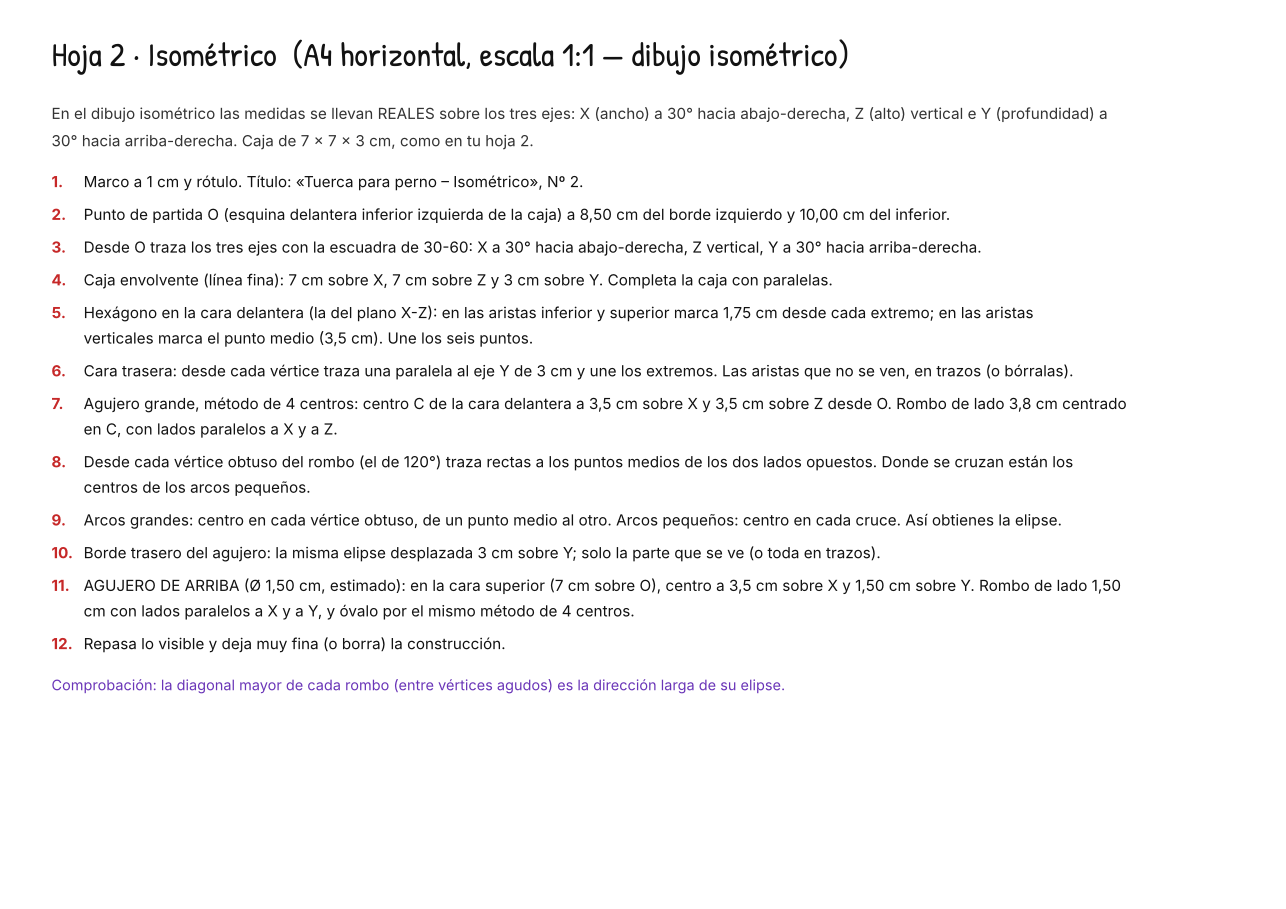 Hoja 2 · Isométrico (A4 horizontal, escala 1:1 — dibujo isométrico)
En el dibujo isométrico las medidas se llevan REALES sobre los tres ejes: X (ancho) a 30° hacia abajo-derecha, Z (alto) vertical e Y (profundidad) a
30° hacia arriba-derecha. Caja de 7 × 7 × 3 cm, como en tu hoja 2.
1. Marco a 1 cm y rótulo. Título: «Tuerca para perno – Isométrico», Nº 2.
2. Punto de partida O (esquina delantera inferior izquierda de la caja) a 8,50 cm del borde izquierdo y 10,00 cm del inferior.
3. Desde O traza los tres ejes con la escuadra de 30-60: X a 30° hacia abajo-derecha, Z vertical, Y a 30° hacia arriba-derecha.
4. Caja envolvente (línea fina): 7 cm sobre X, 7 cm sobre Z y 3 cm sobre Y. Completa la caja con paralelas.
5. Hexágono en la cara delantera (la del plano X-Z): en las aristas inferior y superior marca 1,75 cm desde cada extremo; en las aristas
verticales marca el punto medio (3,5 cm). Une los seis puntos.
6. Cara trasera: desde cada vértice traza una paralela al eje Y de 3 cm y une los extremos. Las aristas que no se ven, en trazos (o bórralas).
7. Agujero grande, método de 4 centros: centro C de la cara delantera a 3,5 cm sobre X y 3,5 cm sobre Z desde O. Rombo de lado 3,8 cm centrado
en C, con lados paralelos a X y a Z.
8. Desde cada vértice obtuso del rombo (el de 120°) traza rectas a los puntos medios de los dos lados opuestos. Donde se cruzan están los
centros de los arcos pequeños.
9. Arcos grandes: centro en cada vértice obtuso, de un punto medio al otro. Arcos pequeños: centro en cada cruce. Así obtienes la elipse.
10. Borde trasero del agujero: la misma elipse desplazada 3 cm sobre Y; solo la parte que se ve (o toda en trazos).
11. AGUJERO DE ARRIBA (Ø 1,50 cm, estimado): en la cara superior (7 cm sobre O), centro a 3,5 cm sobre X y 1,50 cm sobre Y. Rombo de lado 1,50
cm con lados paralelos a X y a Y, y óvalo por el mismo método de 4 centros.
12. Repasa lo visible y deja muy fina (o borra) la construcción.
Comprobación: la diagonal mayor de cada rombo (entre vértices agudos) es la dirección larga de su elipse.